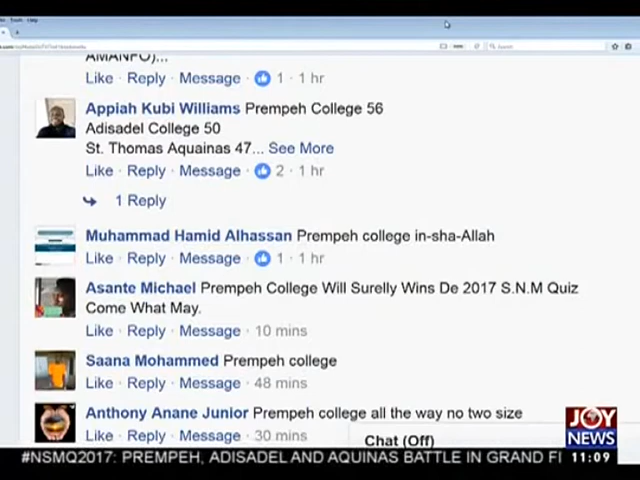 Tools Help
Search
AMANFO)...
Like · Reply · Message · 1 · 1 hr
Appiah Kubi Williams Prempeh College 56
Adisadel College 50
St. Thomas Aquainas 47... See More
Like · Reply · Message · 2 · 1 hr
1 Reply
Muhammad Hamid Alhassan Prempeh college in-sha-Allah
Like · Reply · Message · 1 · 1 hr
Asante Michael Prempeh College Will Surelly Wins De 2017 S.N.M Quiz
Come What May.
Like · Reply · Message · 10 mins
Saana Mohammed Prempeh college
Like · Reply · Message · 48 mins
Anthony Anane Junior Prempeh college all the way no two size
Like · Reply · Message · 30 mins
Chat (Off)
JOY
NEWS
#NSMQ2017: PREMPEH, ADISADEL AND AQUINAS BATTLE IN GRAND FI
11:09